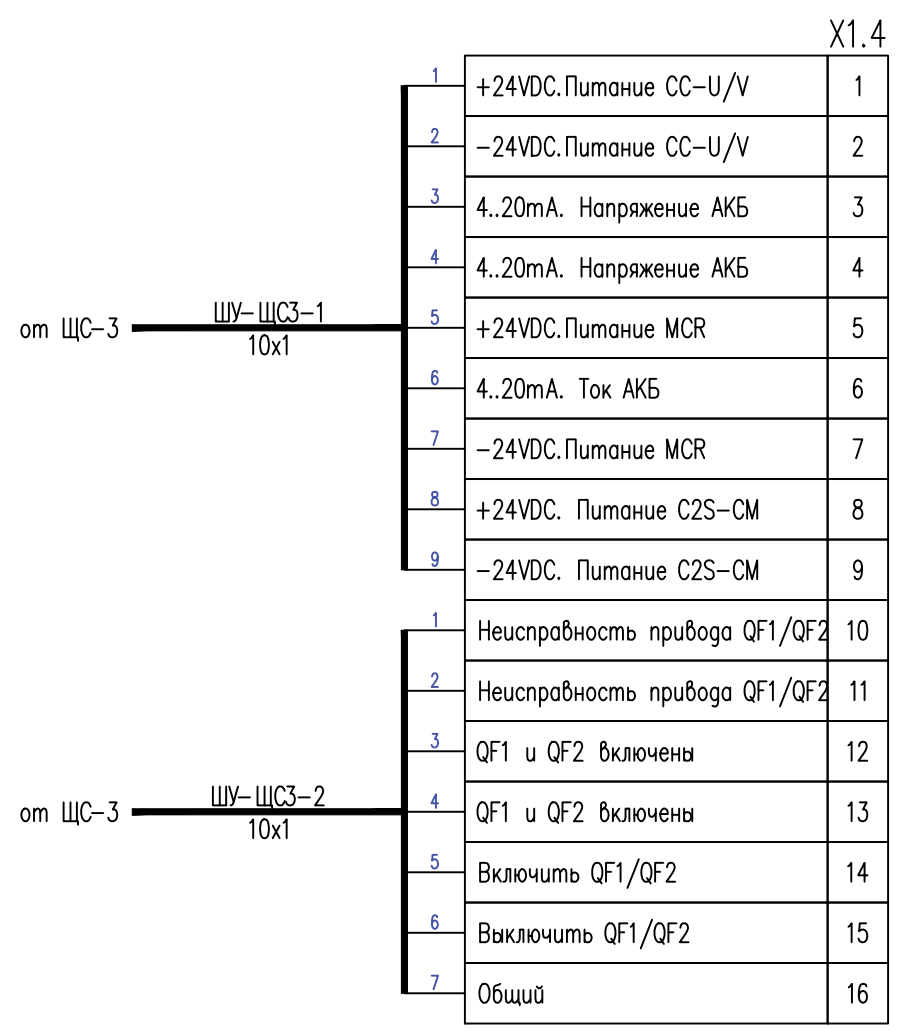 X1.4
1 +24VDC.Питание CC-U/V 1
2 -24VDC.Питание CC-U/V 2
3 4..20mA. Напряжение АКБ 3
4 4..20mA. Напряжение АКБ 4
от ЩС-3 ШУ-ЩС3-1 5 +24VDC.Питание MCR 5
10x1
6 4..20mA. Ток АКБ 6
7 -24VDC.Питание MCR 7
8 +24VDC. Питание C2S-CM 8
9 -24VDC. Питание C2S-CM 9
1 Неисправность привода QF1/QF2 10
2 Неисправность привода QF1/QF2 11
3 QF1 и QF2 включены 12
от ЩС-3 ШУ-ЩС3-2 4 QF1 и QF2 включены 13
10x1
5 Включить QF1/QF2 14
6 Выключить QF1/QF2 15
7 Общий 16